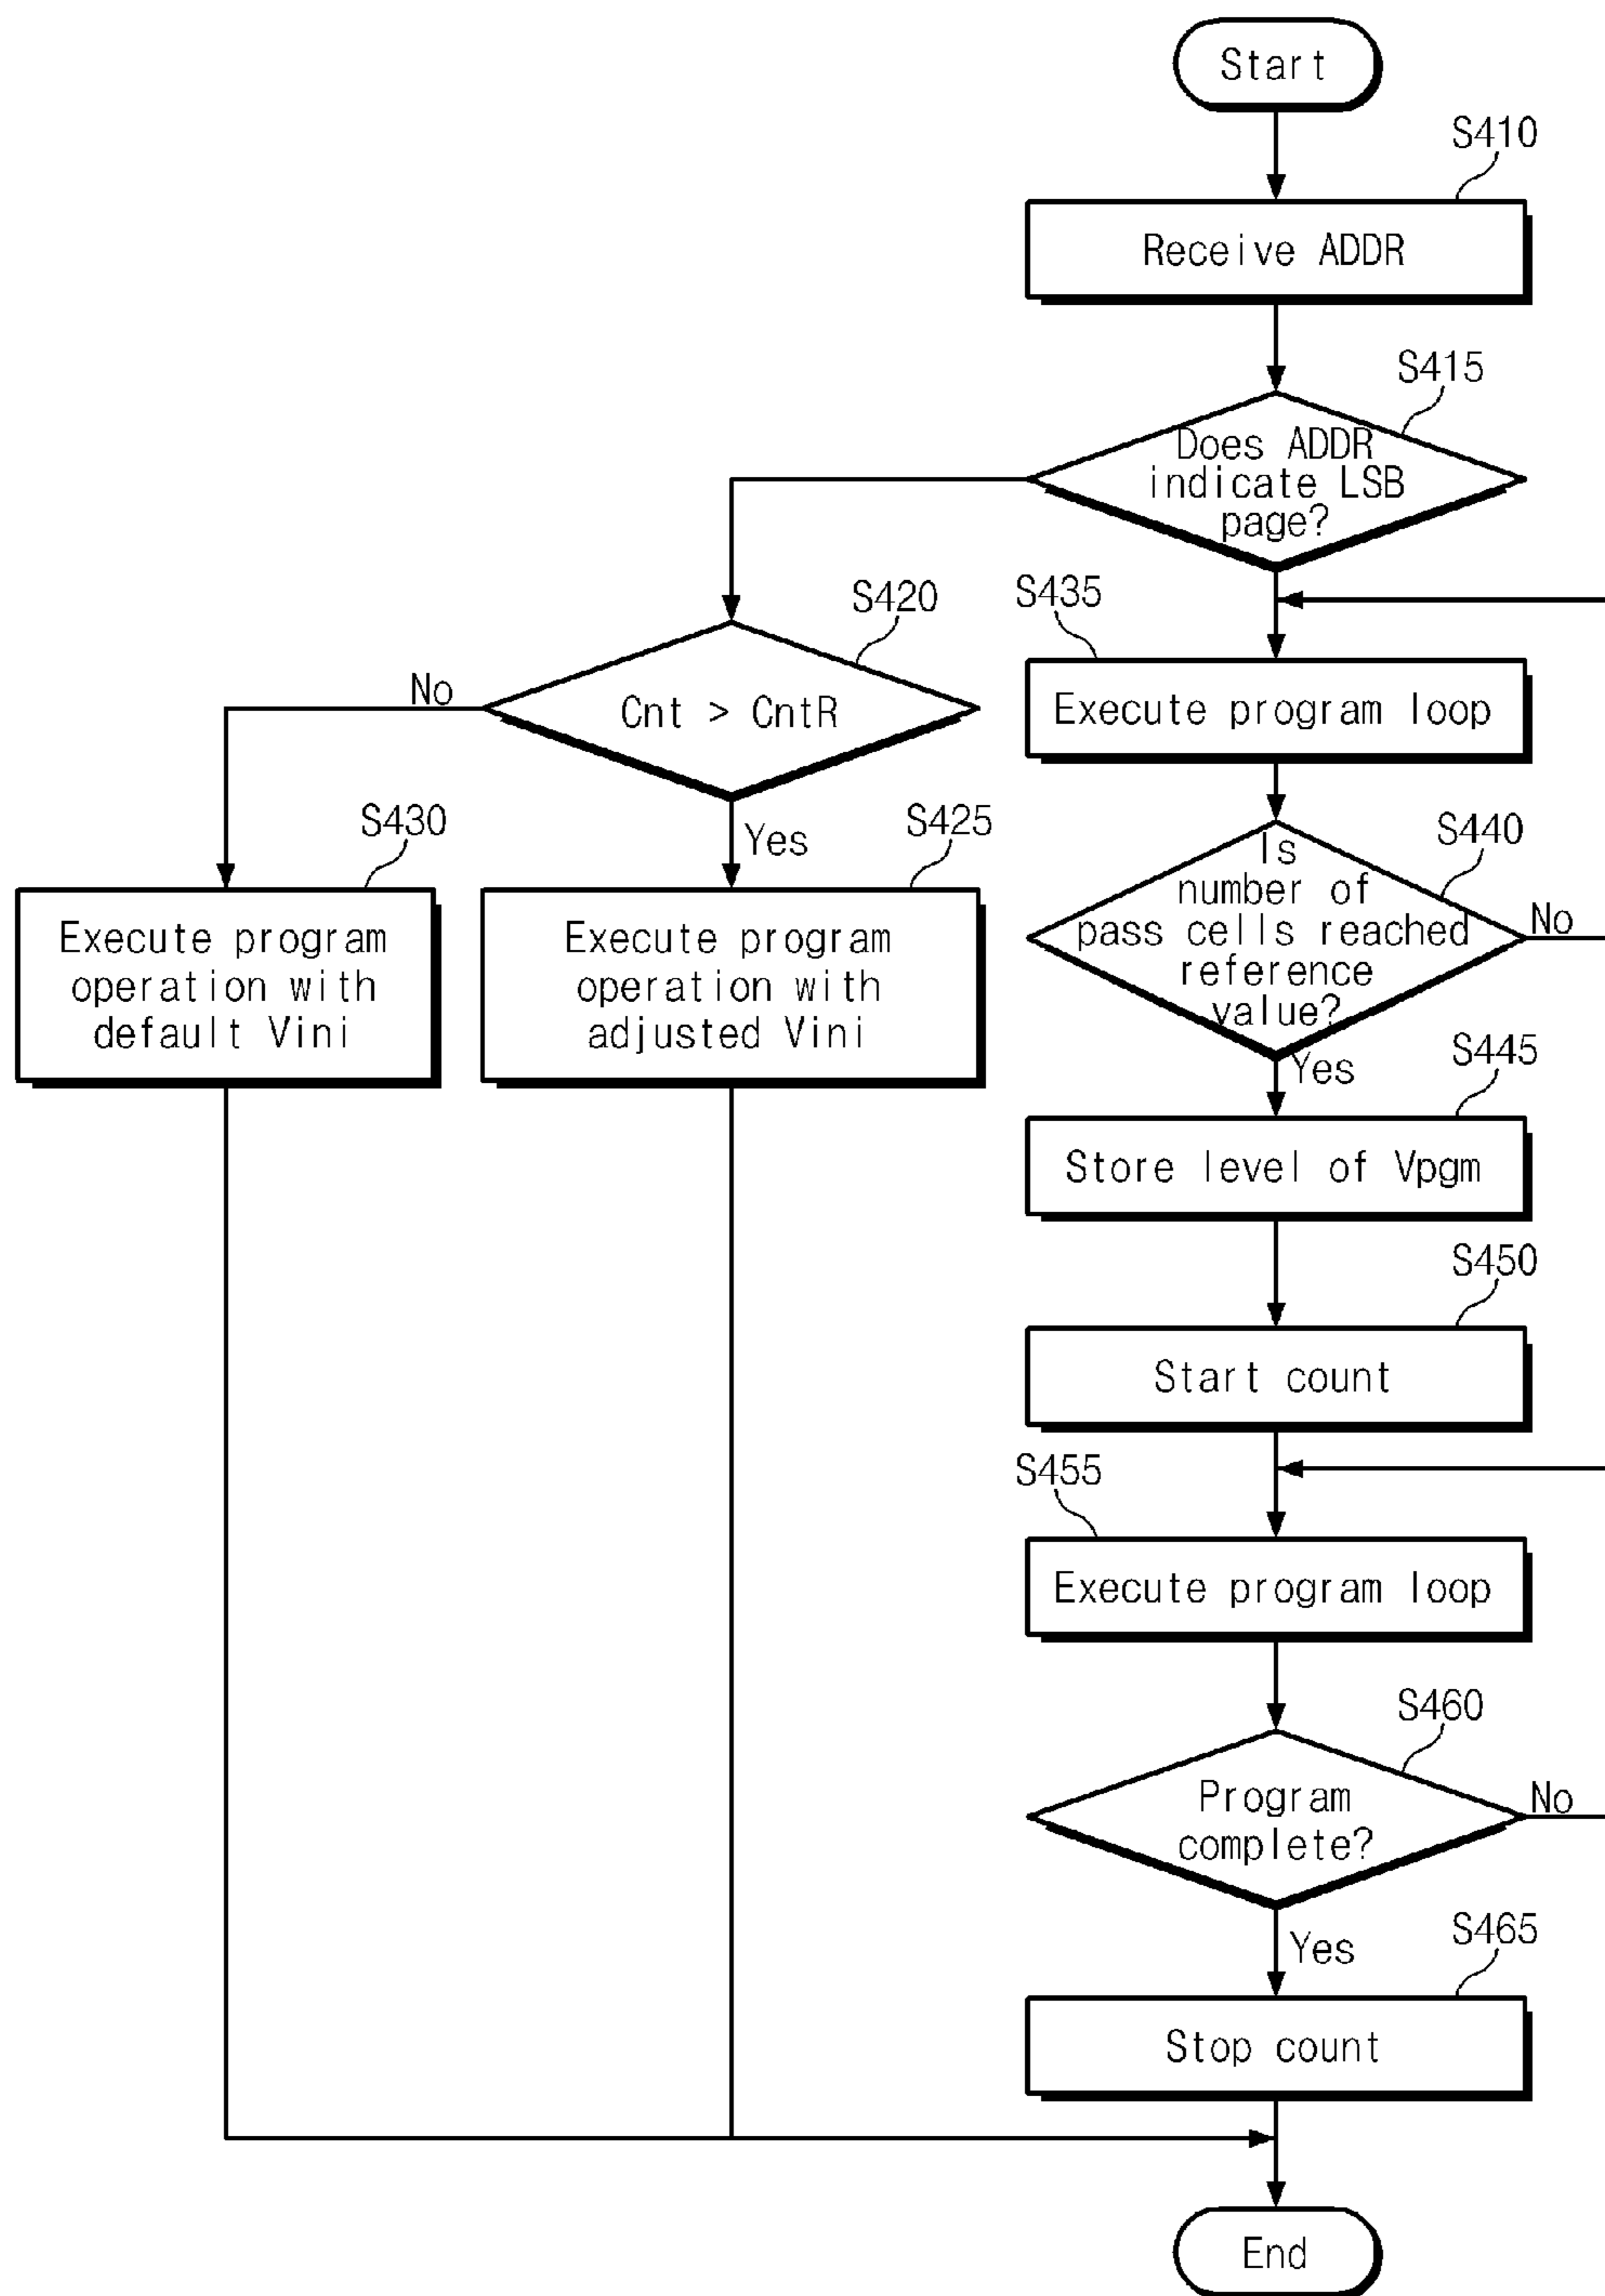 Start
S410
Receive ADDR
S415
Does ADDR
indicate LSB
page?
S420
S435
Cnt > CntR
No
Execute program loop
S430
Yes
S425
S440
Is
number of
pass cells reached
reference
value?
No
Execute program
operation with
default Vini
Execute program
operation with
adjusted Vini
Yes
S445
Store level of Vpgm
S450
Start count
S455
Execute program loop
S460
Program
complete?
No
Yes
S465
Stop count
End